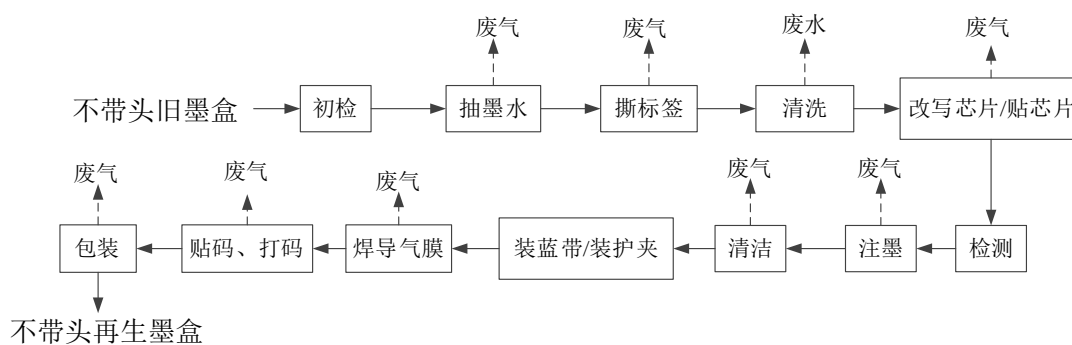 废气
废气
废水
废气
不带头旧墨盒
初检
抽墨水
撕标签
清洗
改写芯片/贴芯片
废气
废气
废气
废气
废气
包装
贴码、打码
焊导气膜
装蓝带/装护夹
清洁
注墨
检测
不带头再生墨盒